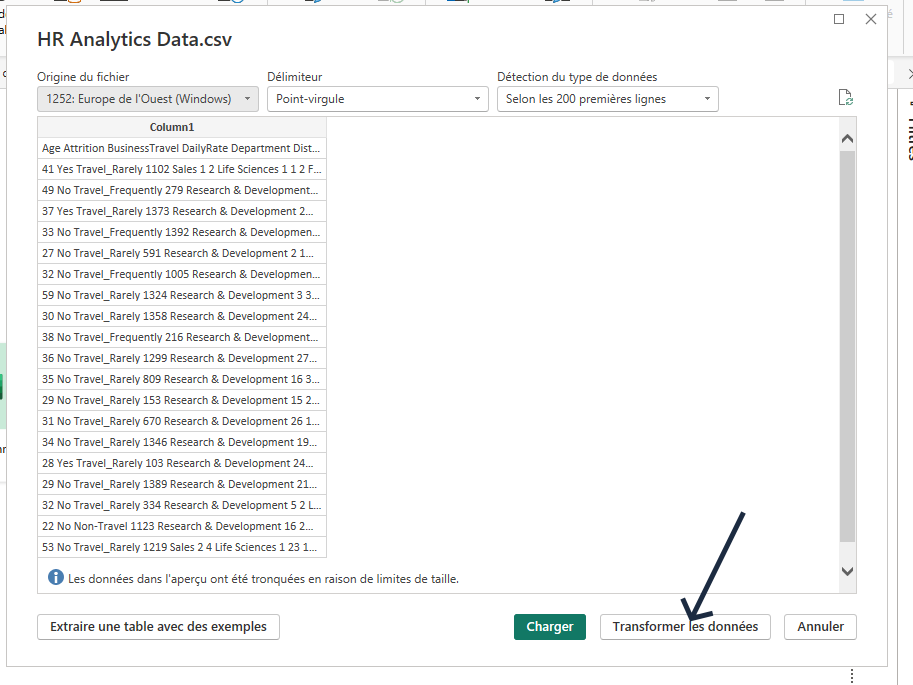 HR Analytics Data.csv
Origine du fichier
Délimiteur
Détection du type de données
1252: Europe de l'Ouest (Windows)
Point-virgule
Selon les 200 premières lignes
Column1
Age Attrition BusinessTravel DailyRate Department Dist...
41 Yes Travel_Rarely 1102 Sales 1 2 Life Sciences 1 1 2 F...
49 No Travel_Frequently 279 Research & Development...
37 Yes Travel_Rarely 1373 Research & Development 2...
33 No Travel_Frequently 1392 Research & Developmen...
27 No Travel_Rarely 591 Research & Development 2 1...
32 No Travel_Frequently 1005 Research & Developmen...
59 No Travel_Rarely 1324 Research & Development 3 3...
30 No Travel_Rarely 1358 Research & Development 24...
38 No Travel_Frequently 216 Research & Development...
36 No Travel_Rarely 1299 Research & Development 27...
35 No Travel_Rarely 809 Research & Development 16 3...
29 No Travel_Rarely 153 Research & Development 15 2...
31 No Travel_Rarely 670 Research & Development 26 1...
34 No Travel_Rarely 1346 Research & Development 19...
28 Yes Travel_Rarely 103 Research & Development 24...
29 No Travel_Rarely 1389 Research & Development 21...
32 No Travel_Rarely 334 Research & Development 5 2 L...
22 No Non-Travel 1123 Research & Development 16 2...
53 No Travel_Rarely 1219 Sales 2 4 Life Sciences 1 23 1...
Les données dans l'aperçu ont été tronquées en raison de limites de taille.
Extraire une table avec des exemples
Charger
Transformer les données
Annuler